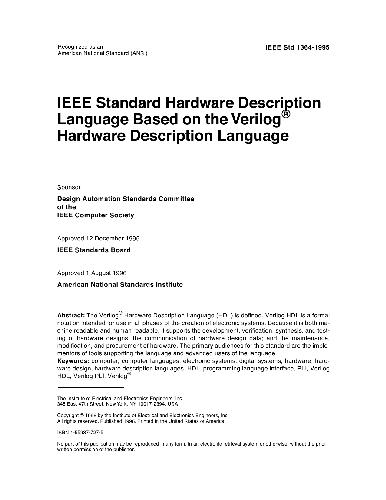 Recognized as an
American National Standard (ANSI)
IEEE Std 1364-1995
IEEE Standard Hardware Description
Language Based on the Verilog®
Hardware Description Language
Sponsor
Design Automation Standards Committee
of the
IEEE Computer Society
Approved 12 December 1995
IEEE Standards Board
Approved 1 August 1996
American National Standards Institute
Abstract: The Verilog® Hardware Description Language (HDL) is defined. Verilog HDL is a formal
notation intended for use in all phases of the creation of electronic systems. Because it is both ma-
chine readable and human readable, it supports the development, verification, synthesis, and test-
ing of hardware designs; the communication of hardware design data; and the maintenance,
modification, and procurement of hardware. The primary audiences for this standard are the imple-
mentors of tools supporting the language and advanced users of the language.
Keywords: computer, computer languages, electronic systems, digital systems, hardware, hard-
ware design, hardware description languages, HDL, programming language interface, PLI, Verilog
HDL, Verilog PLI, Verilog®
The Institute of Electrical and Electronics Engineers, Inc.
345 East 47th Street, New York, NY 10017-2394, USA
Copyright © by the Institute of Electrical and Electronics Engineers, Inc.
All rights reserved. Published Printed in the United States of America
ISBN
No part of this publication may be reproduced in any form, in an electronic retrieval system or otherwise, without the prior
written permission of the publisher.